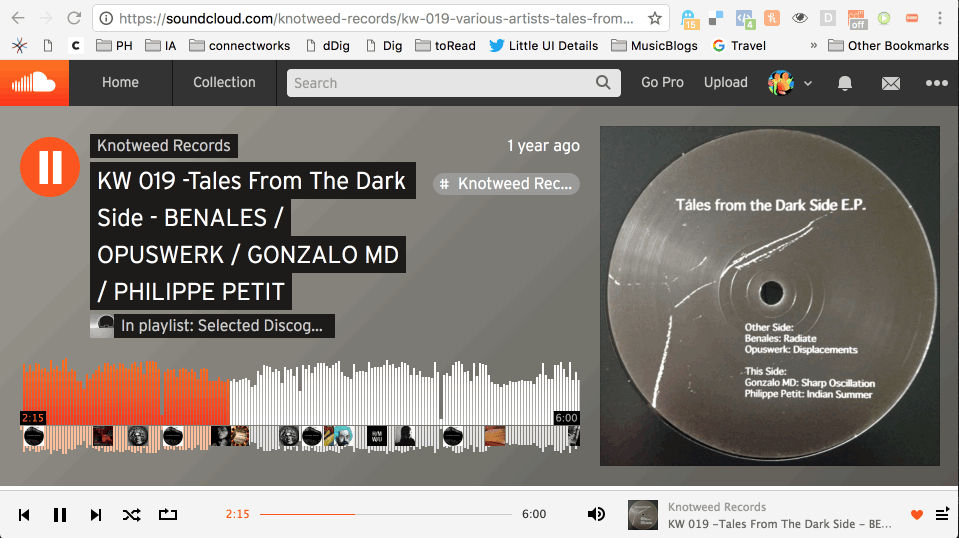 https://soundcloud.com/knotweed-records/kw-019-various-artists-tales-from...
15
4
off
D
C
PH
IA
connectworks
dDig
Dig
toRead
Little UI Details
MusicBlogs
G Travel
»
Other Bookmarks
Home
Collection
Search
Go Pro
Upload
Knotweed Records
1 year ago
KW 019 -Tales From The Dark
Side - BENALES /
OPUSWERK / GONZALO MD
/ PHILIPPE PETIT
# Knotweed Rec...
In playlist: Selected Discog...
Tales from the Dark Side E.P.
Other Side:
Benales: Radiate
Opuswerk: Displacements
This Side:
Gonzalo MD: Sharp Oscillation
Philippe Petit: Indian Summer
2:15
6:00
2:15
6:00
Knotweed Records
KW 019 -Tales From The Dark Side - BE...